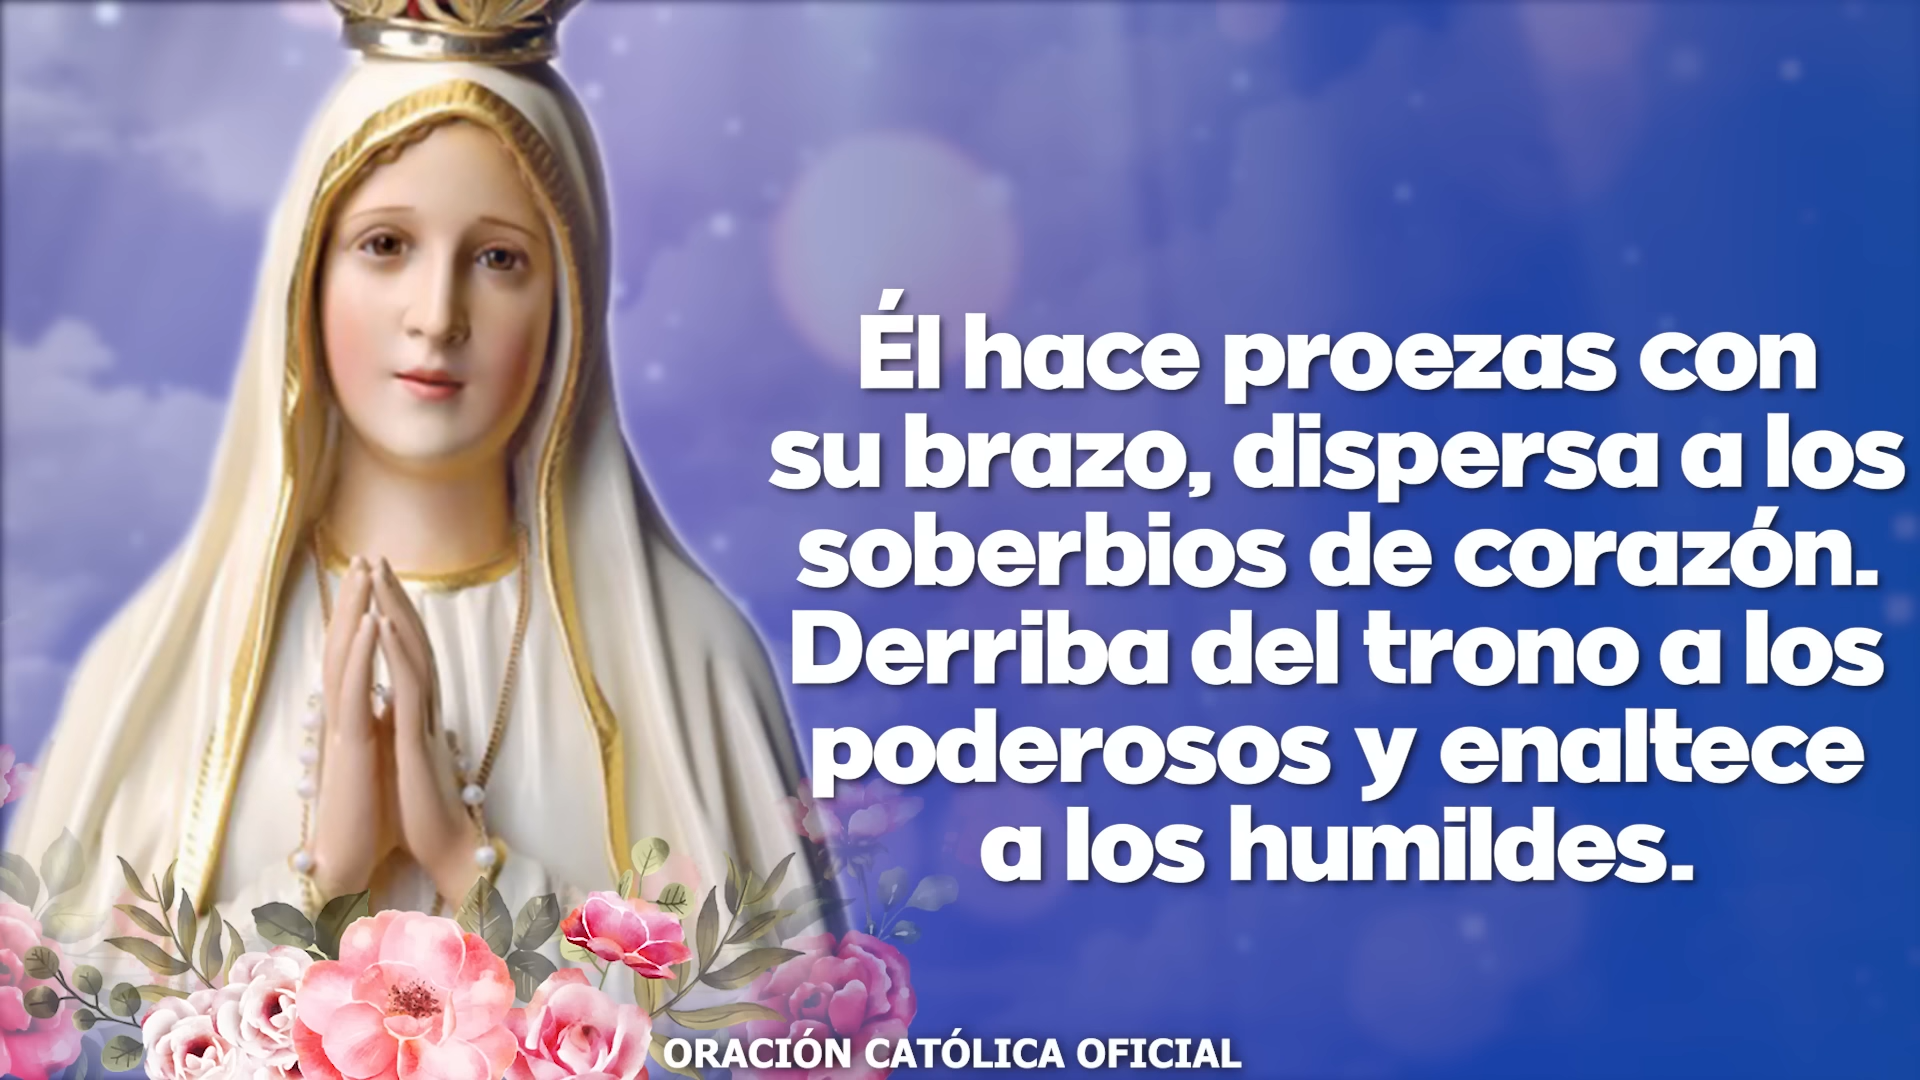 Él hace proezas con
su brazo, dispersa a los
soberbios de corazón.
Derriba del trono a los
poderosos y enaltece
a los humildes.
ORACIÓN CATÓLICA OFICIAL